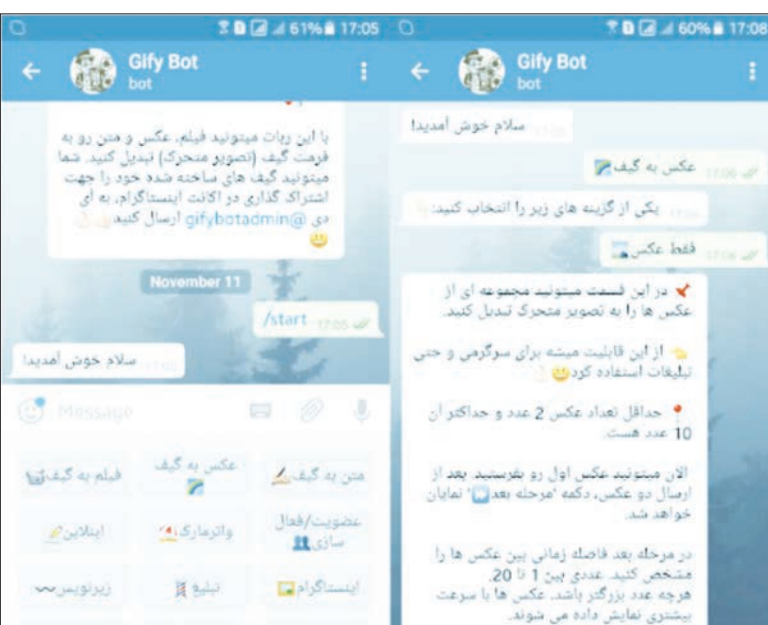 61% 17:05
Gify Bot
bot
با این ربات میتونید فیلم، عکس و متن رو به
فرمت گیف (تصویر متحرک) تبدیل کنید. شما
میتونید گیف های ساخته شده خود را جهت
اشتراک گذاری در اکانت اینستاگرام، به آی
دی @gifybotadmin ارسال کنید
November 11
/start 17:05
سلام خوش آمدید!
Message
متن به گیف
عکس به گیف
فیلم به گیف
عضویت/فعال
سازی
واترمارک
اینلاین
اینستاگرام
تبلیغ
زیرنویس
60% 17:08
Gify Bot
bot
سلام خوش آمدید!
عکس به گیف
یکی از گزینه های زیر را انتخاب کنید:
فقط عکس
در این قسمت میتونید مجموعه ای از
عکس ها را به تصویر متحرک تبدیل کنید.
از این قابلیت میشه برای سرگرمی و حتی
تبلیغات استفاده کرد
حداقل تعداد عکس 2 عدد و حداکثر آن
10 عدد هست.
الان میتونید عکس اول رو بفرستید. بعد از
ارسال دو عکس، دکمه 'مرحله بعد' نمایان
خواهد شد.
در مرحله بعد فاصله زمانی بین عکس ها را
مشخص کنید. عددی بین 1 تا 20.
هرچه عدد بزرگتر باشد، عکس ها با سرعت
بیشتری نمایش داده می شوند.